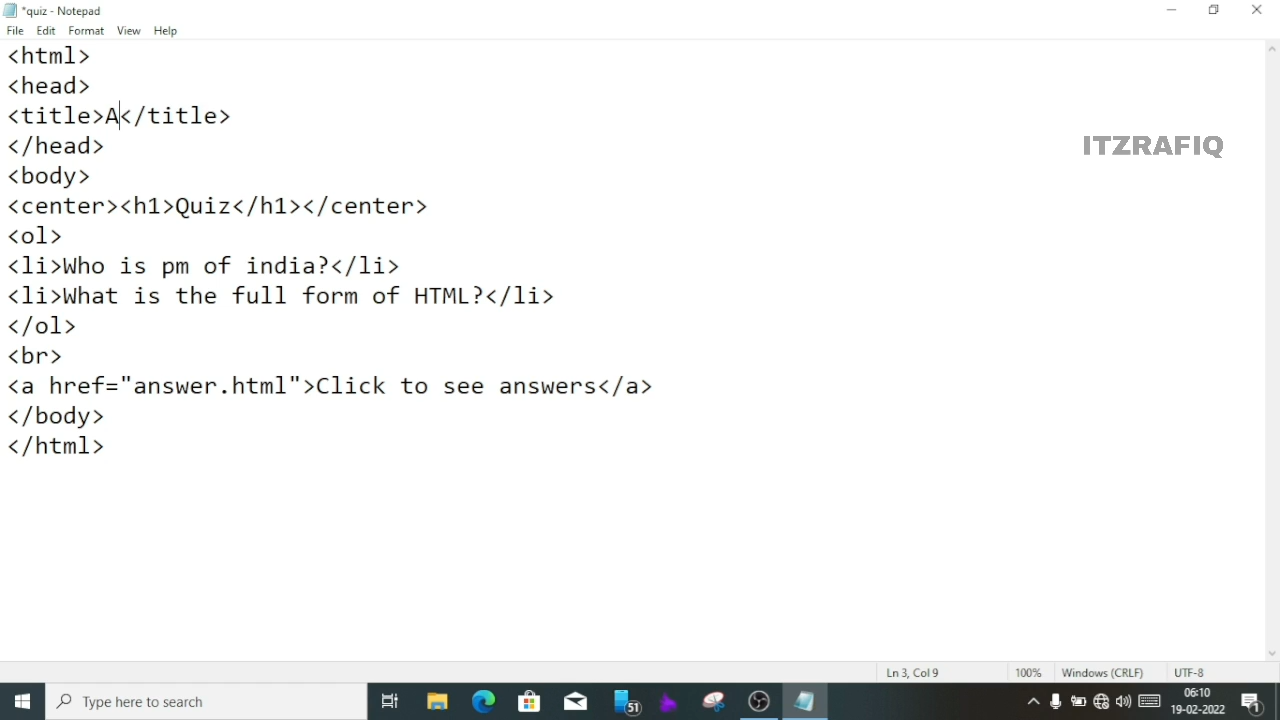 *quiz - Notepad
File Edit Format View Help
<html>
<head>
<title>A</title>
</head>
ITZRAFIQ
<body>
<center><h1>Quiz</h1></center>
<ol>
<li>Who is pm of india?</li>
<li>What is the full form of HTML?</li>
</ol>
<br>
<a href="answer.html">Click to see answers</a>
</body>
</html>
Ln 3, Col 9 100% Windows (CRLF) UTF-8
Type here to search 51 06:10
19-02-2022 1